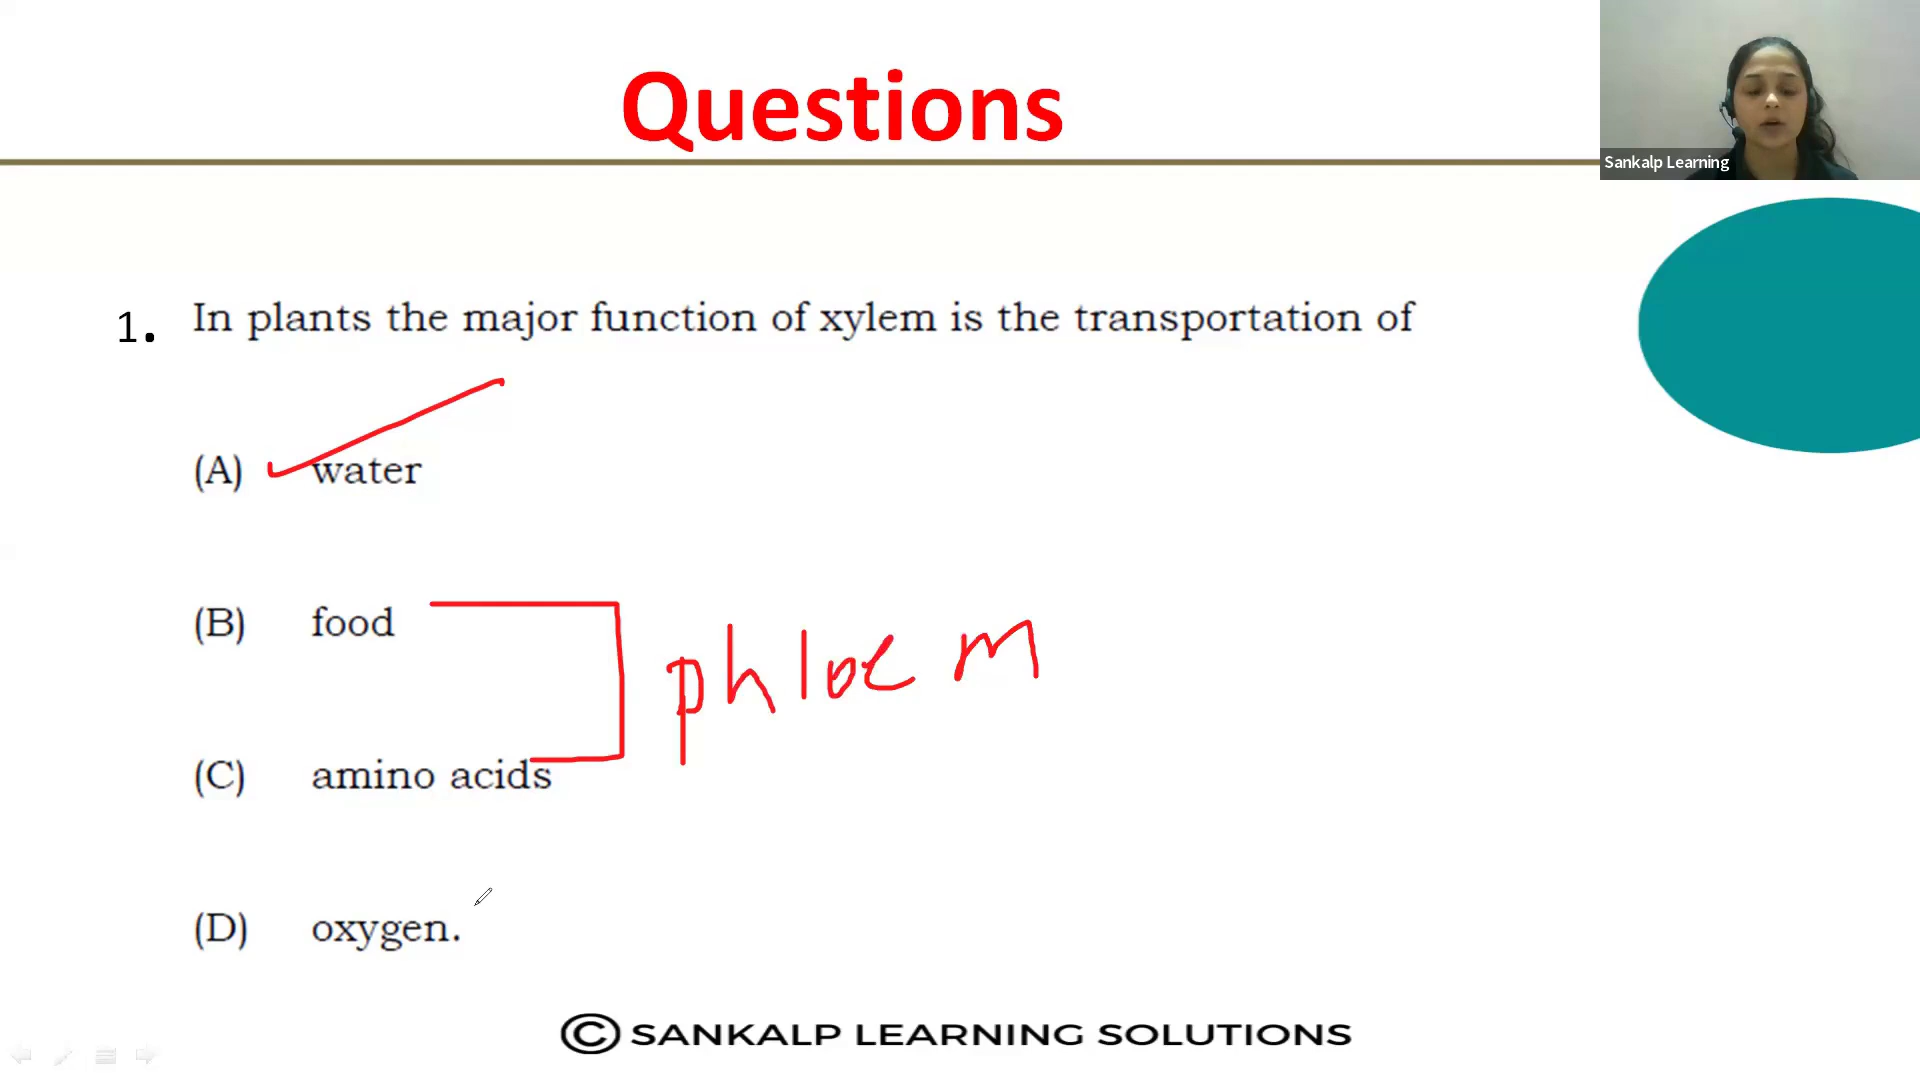 Questions
Sankalp Learning
1. In plants the major function of xylem is the transportation of
(A) water
(B) food
phloem
(C) amino acids
(D) oxygen.
© SANKALP LEARNING SOLUTIONS